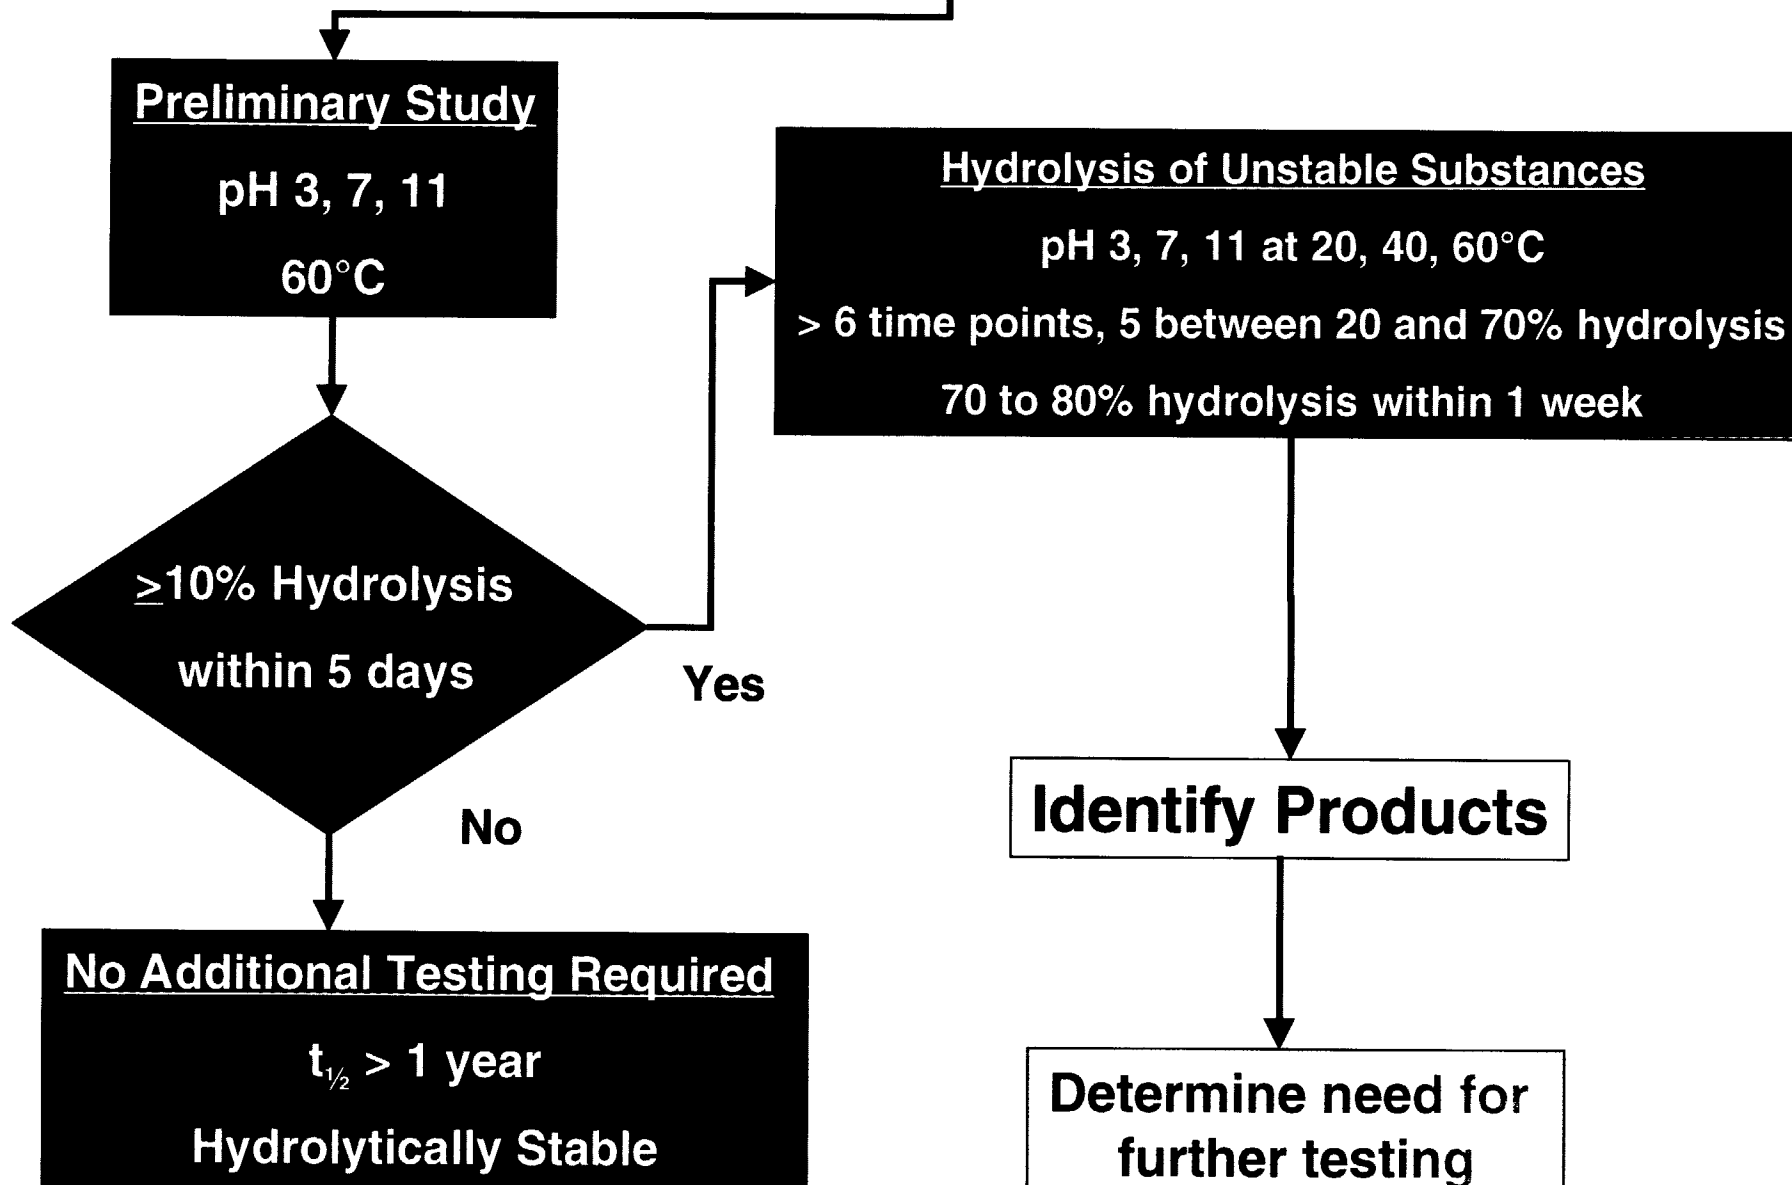 Preliminary Study
pH 3, 7, 11
60°C
≥10% Hydrolysis
within 5 days
Yes
No
No Additional Testing Required
t½ > 1 year
Hydrolytically Stable
Hydrolysis of Unstable Substances
pH 3, 7, 11 at 20, 40, 60°C
> 6 time points, 5 between 20 and 70% hydrolysis
70 to 80% hydrolysis within 1 week
Identify Products
Determine need for
further testing